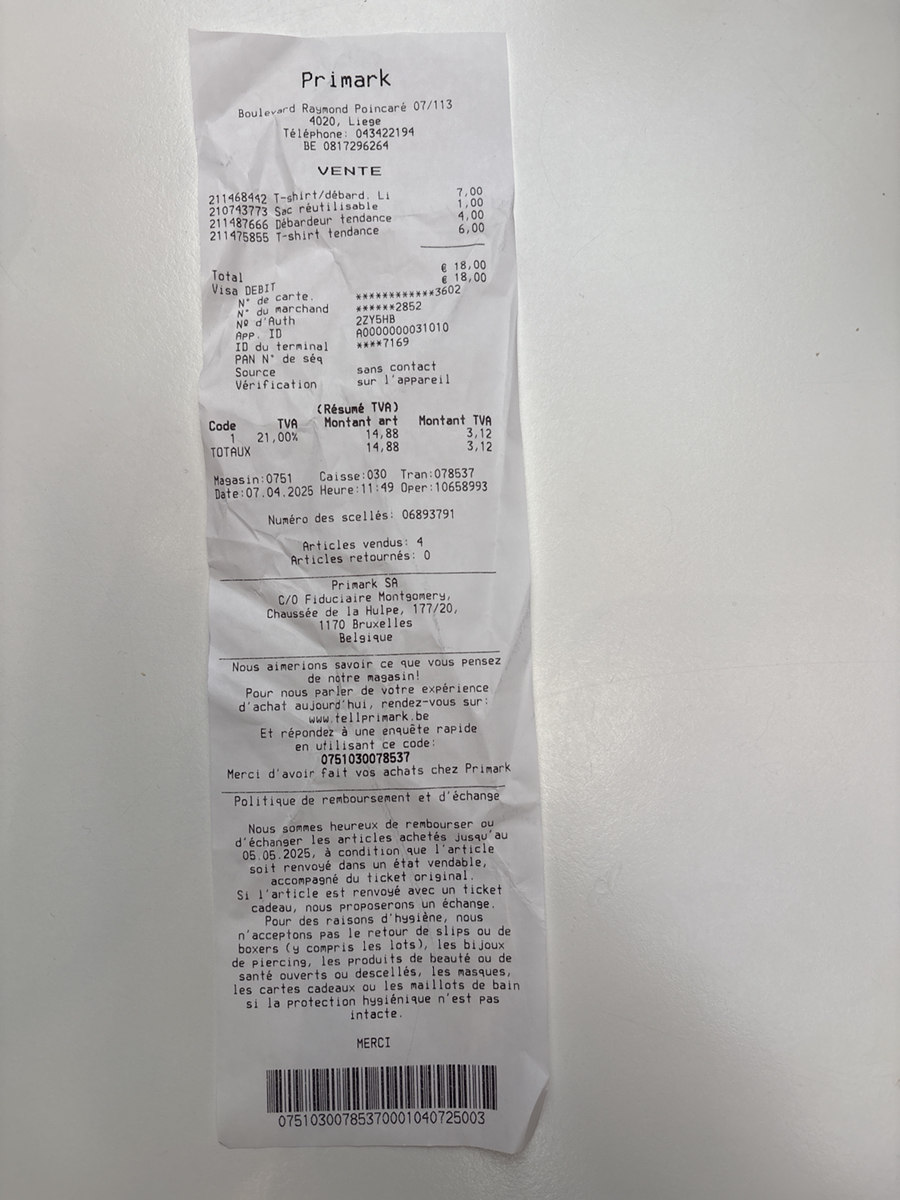 Primark
Boulevard Raymond Poincaré 07/113
4020, Liege
Téléphone: 043422194
BE 0817296264
VENTE
211468442 T-shirt/débard. Li 7,00
210743773 Sac réutilisable 1,00
211487666 Débardeur tendance 4,00
211475855 T-shirt tendance 6,00
Total € 18,00
Visa DEBIT € 18,00
N° de carte. ************3602
N° du marchand ******2852
Nº d'Auth 2ZY5HB
App. ID A0000000031010
ID du terminal ****7169
PAN N° de séq
Source sans contact
Vérification sur l'appareil
(Résumé TVA)
Code TVA Montant art Montant TVA
1 21,00% 14,88 3,12
TOTAUX 14,88 3,12
Magasin:0751 Caisse:030 Tran:078537
Date:07.04.2025 Heure:11:49 Oper:10658993
Numéro des scellés: 06893791
Articles vendus: 4
Articles retournés: 0
Primark SA
C/O Fiduciaire Montgomery,
Chaussée de la Hulpe, 177/20,
1170 Bruxelles
Belgique
Nous aimerions savoir ce que vous pensez
de notre magasin!
Pour nous parler de votre expérience
d'achat aujourd'hui, rendez-vous sur:
www.tellprimark.be
Et répondez à une enquête rapide
en utilisant ce code:
0751030078537
Merci d'avoir fait vos achats chez Primark
Politique de remboursement et d'échange
Nous sommes heureux de rembourser ou
d'échanger les articles achetés jusqu'au
05.05.2025, à condition que l'article
soit renvoyé dans un état vendable,
accompagné du ticket original.
Si l'article est renvoyé avec un ticket
cadeau, nous proposerons un échange.
Pour des raisons d'hygiène, nous
n'acceptons pas le retour de slips ou de
boxers (y compris les lots), les bijoux
de piercing, les produits de beauté ou de
santé ouverts ou descellés, les masques,
les cartes cadeaux ou les maillots de bain
si la protection hygiénique n'est pas
intacte.
MERCI
07510300785370001040725003